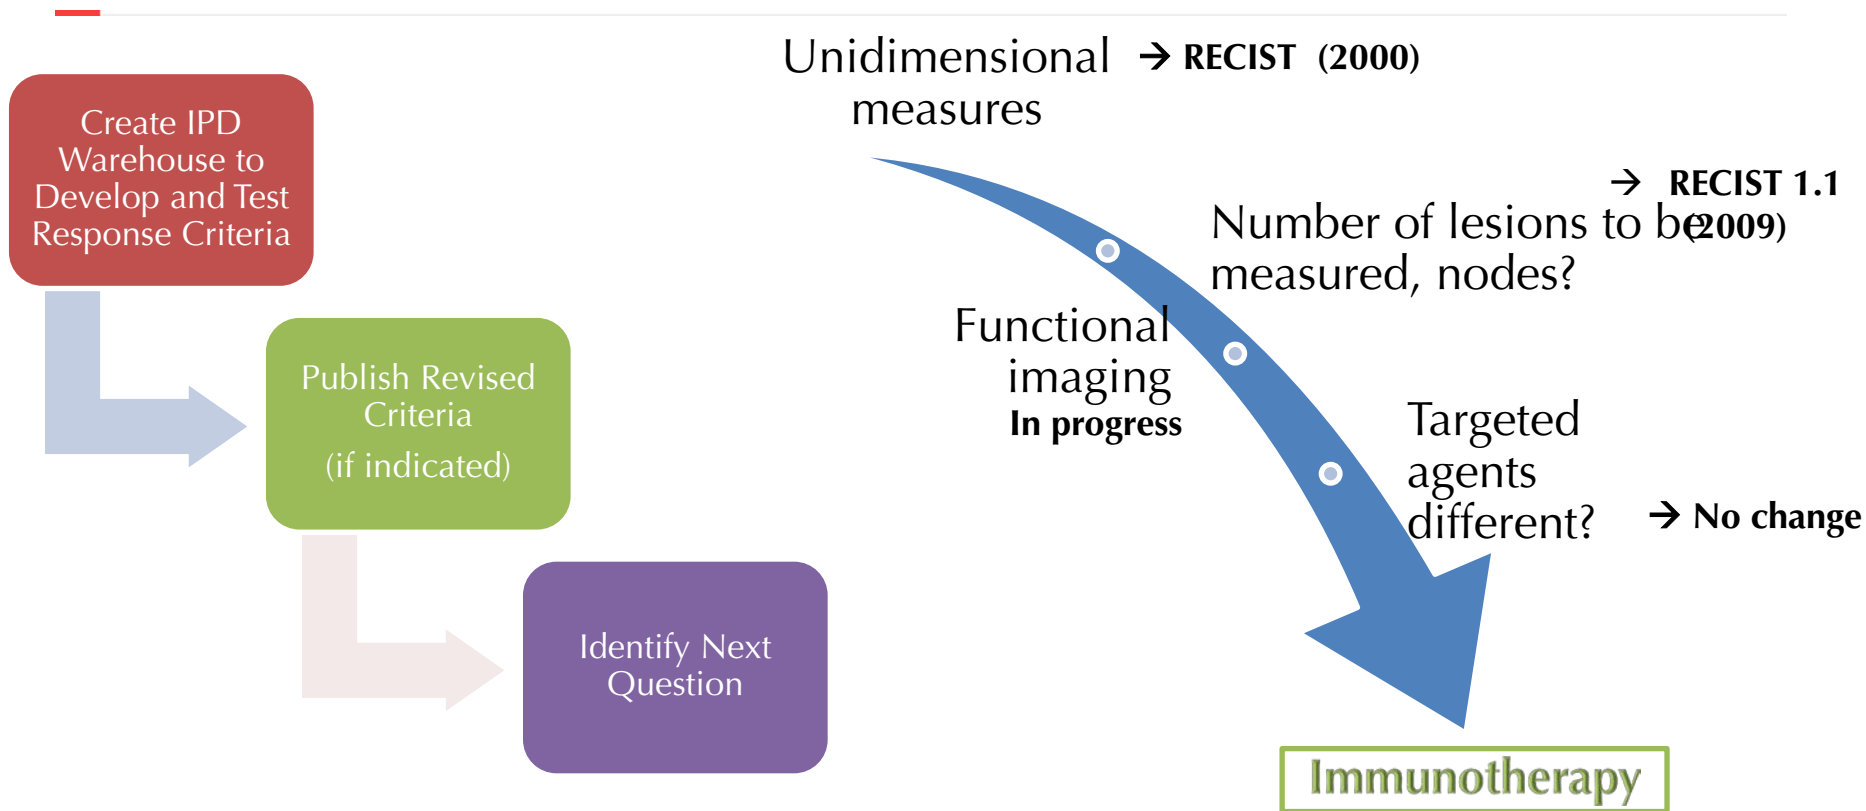 Create IPD
Warehouse to
Develop and Test
Response Criteria
Publish Revised
Criteria
(if indicated)
Identify Next
Question
Unidimensional
measures
→ RECIST (2000)
→ RECIST 1.1
(2009)
Number of lesions to be
measured, nodes?
Functional
imaging
In progress
Targeted
agents
different?
→ No change
Immunotherapy